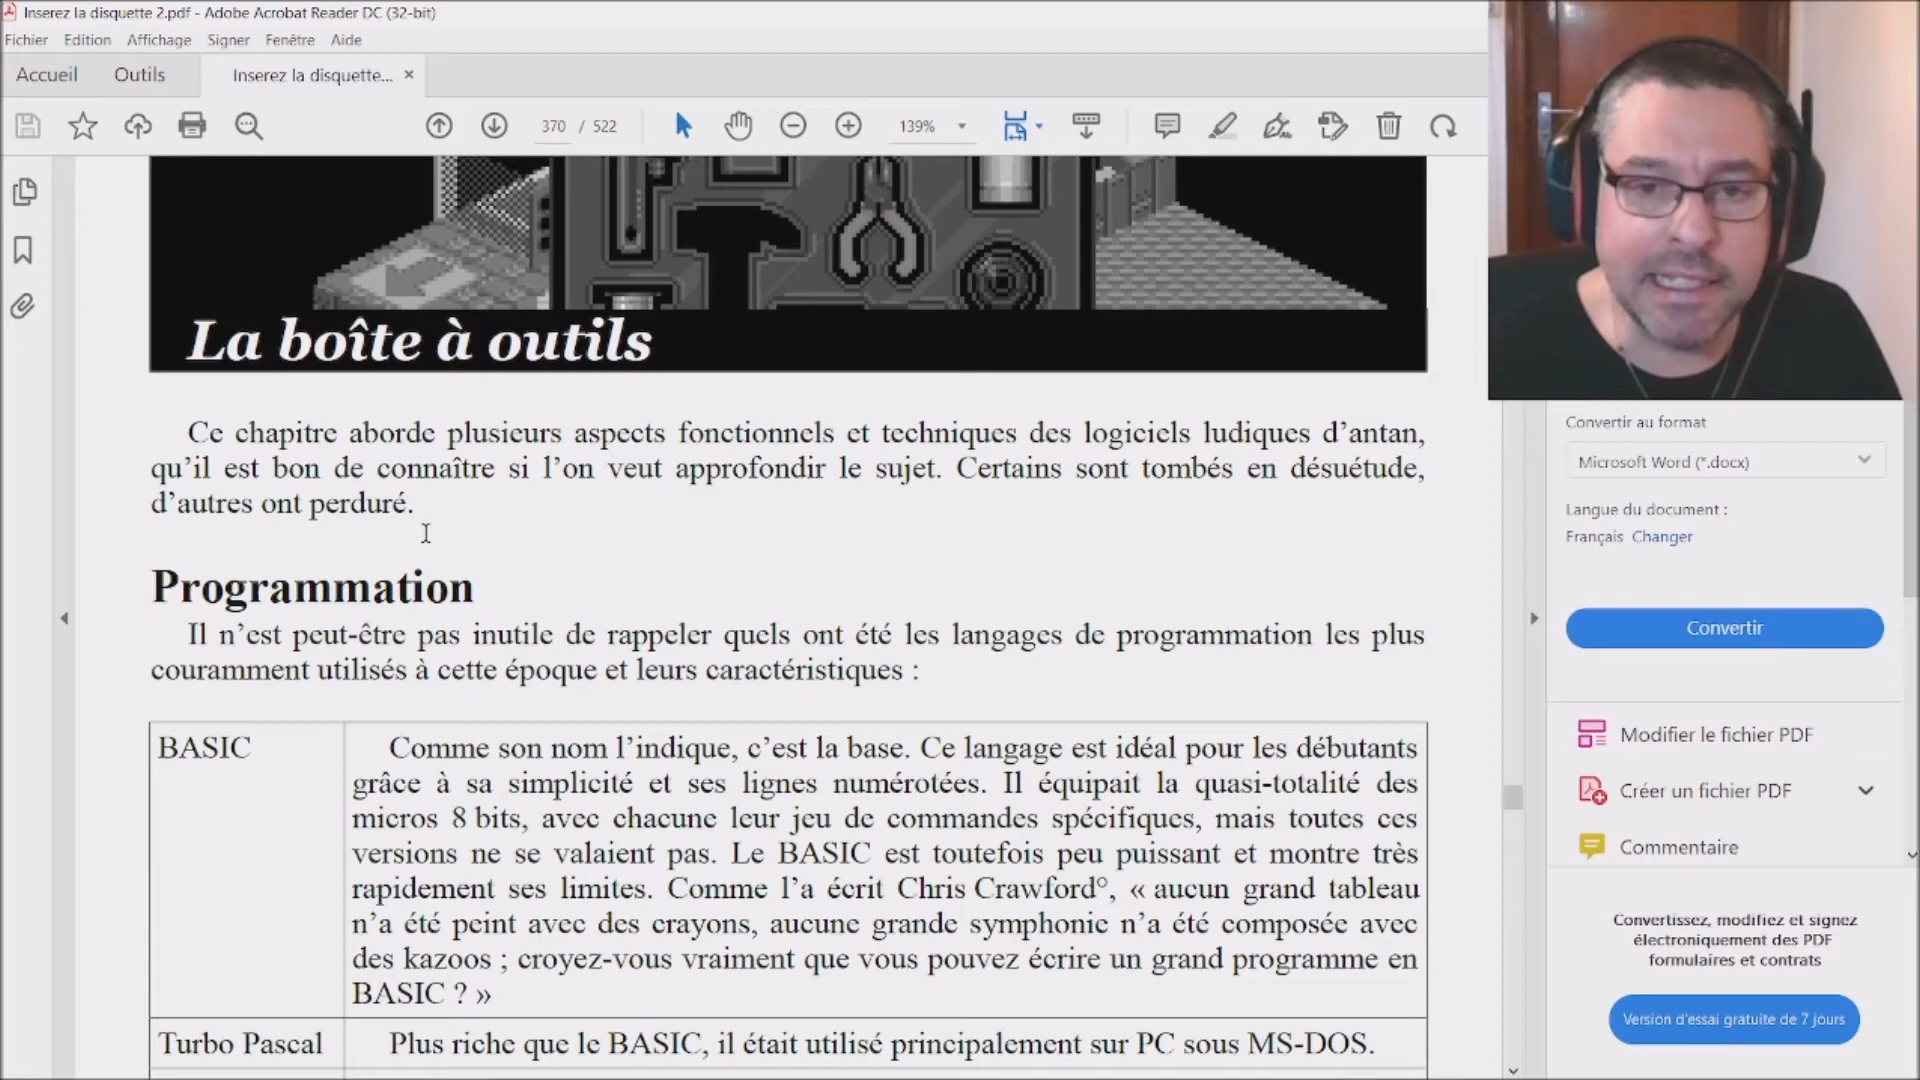 Inserez la disquette 2.pdf - Adobe Acrobat Reader DC (32-bit)
Fichier Edition Affichage Signer Fenêtre Aide
Accueil Outils Inserez la disquette... ×
370 / 522 139%
La boîte à outils
Ce chapitre aborde plusieurs aspects fonctionnels et techniques des logiciels ludiques d’antan,
qu’il est bon de connaître si l’on veut approfondir le sujet. Certains sont tombés en désuétude,
d’autres ont perduré.
Programmation
Il n’est peut-être pas inutile de rappeler quels ont été les langages de programmation les plus
couramment utilisés à cette époque et leurs caractéristiques :
BASIC
Comme son nom l’indique, c’est la base. Ce langage est idéal pour les débutants
grâce à sa simplicité et ses lignes numérotées. Il équipait la quasi-totalité des
micros 8 bits, avec chacune leur jeu de commandes spécifiques, mais toutes ces
versions ne se valaient pas. Le BASIC est toutefois peu puissant et montre très
rapidement ses limites. Comme l’a écrit Chris Crawford°, « aucun grand tableau
n’a été peint avec des crayons, aucune grande symphonie n’a été composée avec
des kazoos ; croyez-vous vraiment que vous pouvez écrire un grand programme en
BASIC ? »
Turbo Pascal
Plus riche que le BASIC, il était utilisé principalement sur PC sous MS-DOS.
Convertir au format
Microsoft Word (*.docx)
Langue du document :
Français Changer
Convertir
Modifier le fichier PDF
Créer un fichier PDF
Commentaire
Convertissez, modifiez et signez
électroniquement des PDF
formulaires et contrats
Version d'essai gratuite de 7 jours